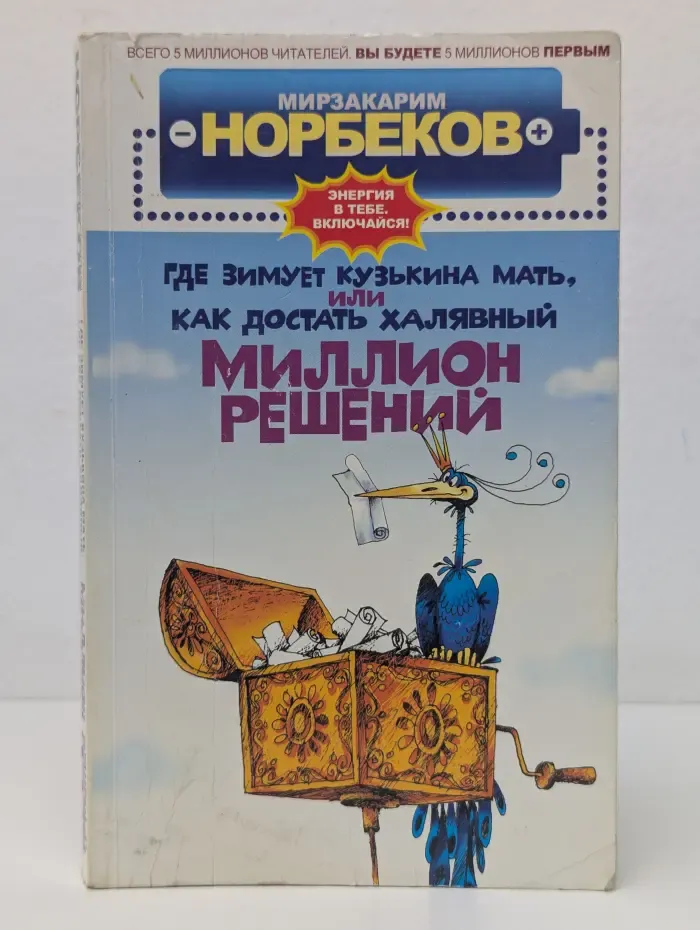 ВСЕГО 5 МИЛЛИОНОВ ЧИТАТЕЛЕЙ. ВЫ БУДЕТЕ 5 МИЛЛИОНОВ ПЕРВЫМ
МИРЗАКАРИМ
- НОРБЕКОВ +
ЭНЕРГИЯ
В ТЕБЕ.
ВКЛЮЧАЙСЯ!
ГДЕ ЗИМУЕТ КУЗЬКИНА МАТЬ,
ИЛИ
КАК ДОСТАТЬ ХАЛЯВНЫЙ
МИЛЛИОН
РЕШЕНИЙ